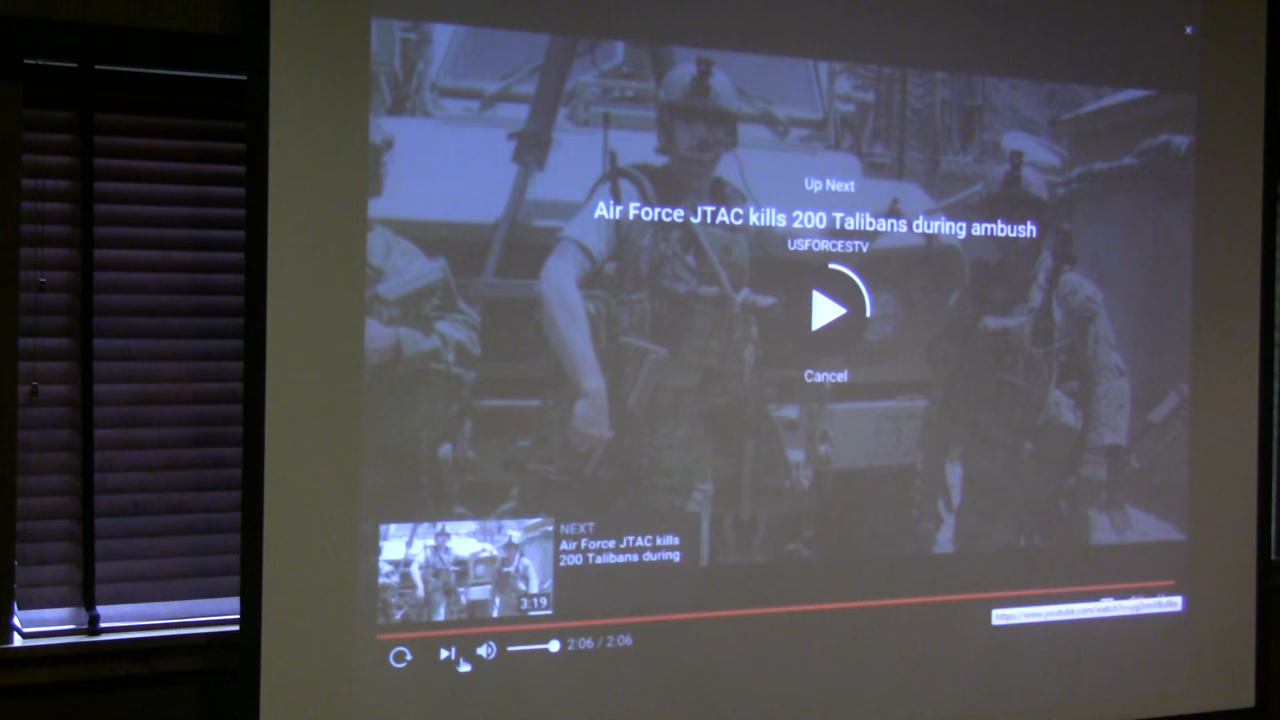 Up Next
Air Force JTAC kills 200 Talibans during ambush
USFORCESTV
Cancel
NEXT
Air Force JTAC kills
200 Talibans during
3:19
2:06 / 2:06